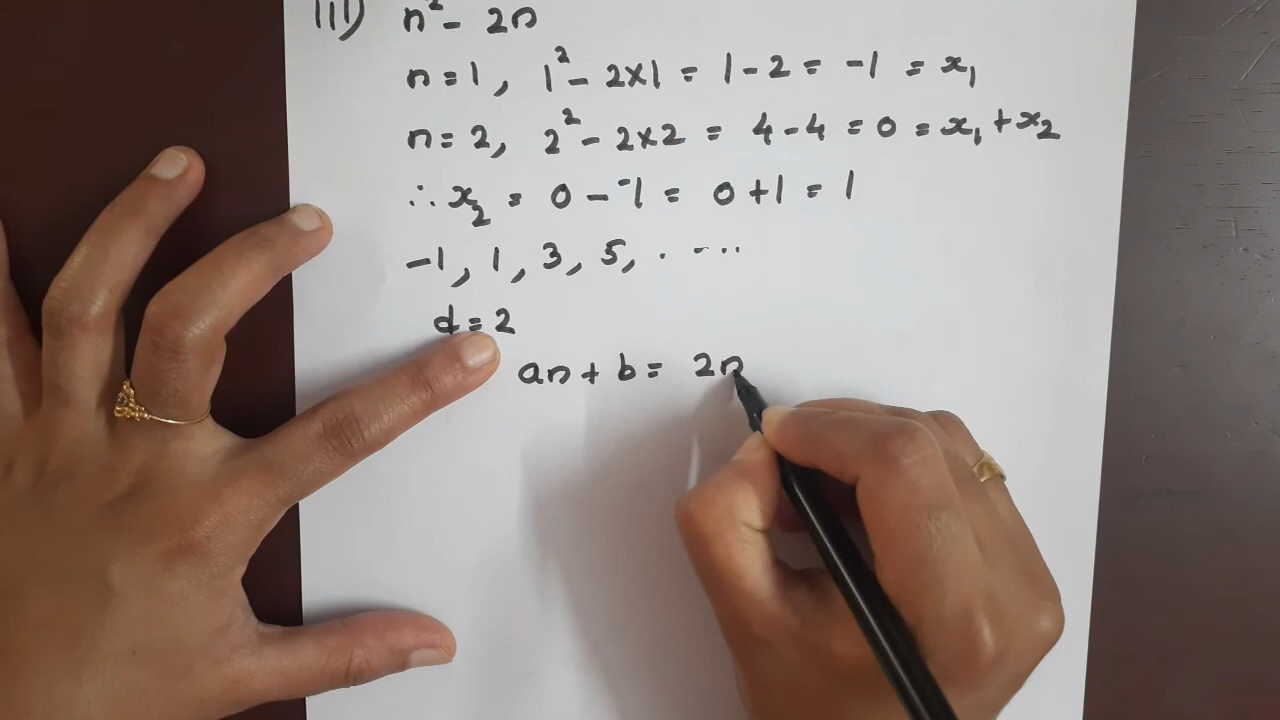 iii) n² - 2n
n = 1, 1² - 2×1 = 1 - 2 = -1 = x₁
n = 2, 2² - 2×2 = 4 - 4 = 0 = x₁ + x₂
∴ x₂ = 0 - ⁻1 = 0 + 1 = 1
-1, 1, 3, 5, . ....
d = 2
an + b = 2n